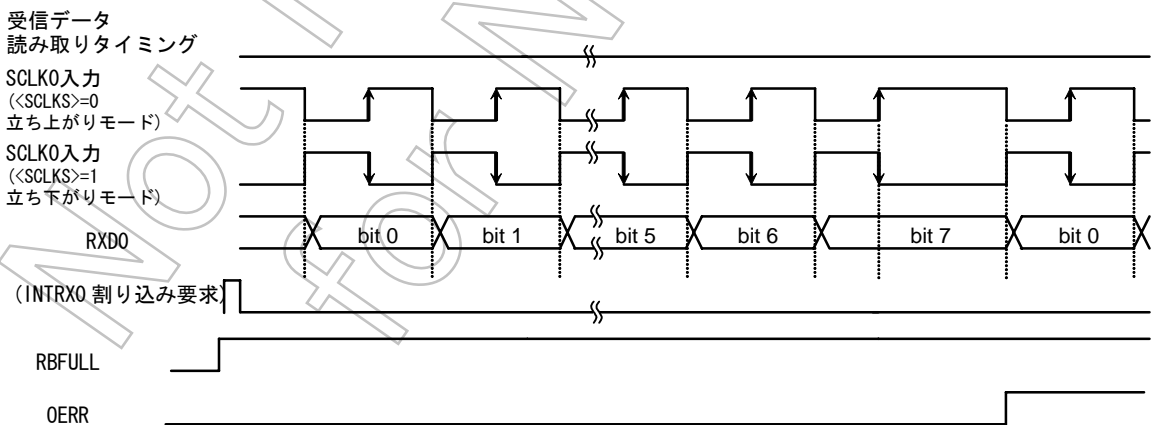 受信データ
読み取りタイミング
SCLK0入力
(<SCLKS>=0
立ち上がりモード)
SCLK0入力
(<SCLKS>=1
立ち下がりモード)
RXD0
bit 0
bit 1
bit 5
bit 6
bit 7
bit 0
(INTRX0 割り込み要求)
RBFULL
OERR
Not
for N